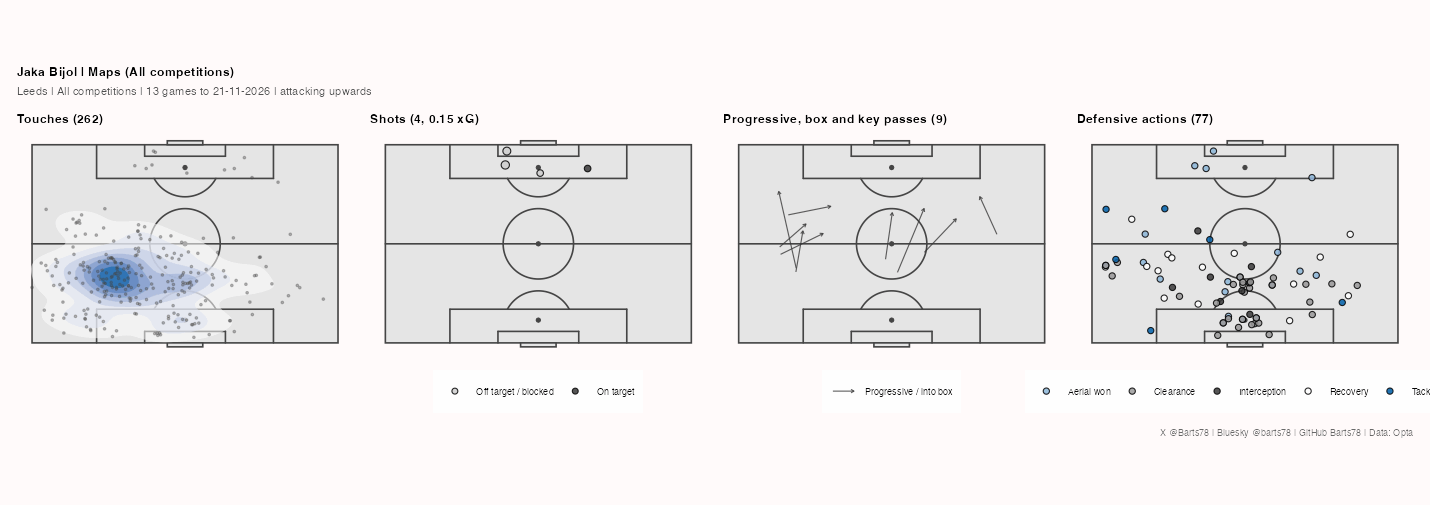 Jaka Bijol | Maps (All competitions)
Leeds | All competitions | 13 games to 21-11-2026 | attacking upwards
Touches (262)
Shots (4, 0.15 xG)
Progressive, box and key passes (9)
Defensive actions (77)
Off target / blocked
On target
Progressive / into box
Aerial won
Clearance
Interception
Recovery
Tack
X @Barts78 | Bluesky @barts78 | GitHub Barts78 | Data: Opta